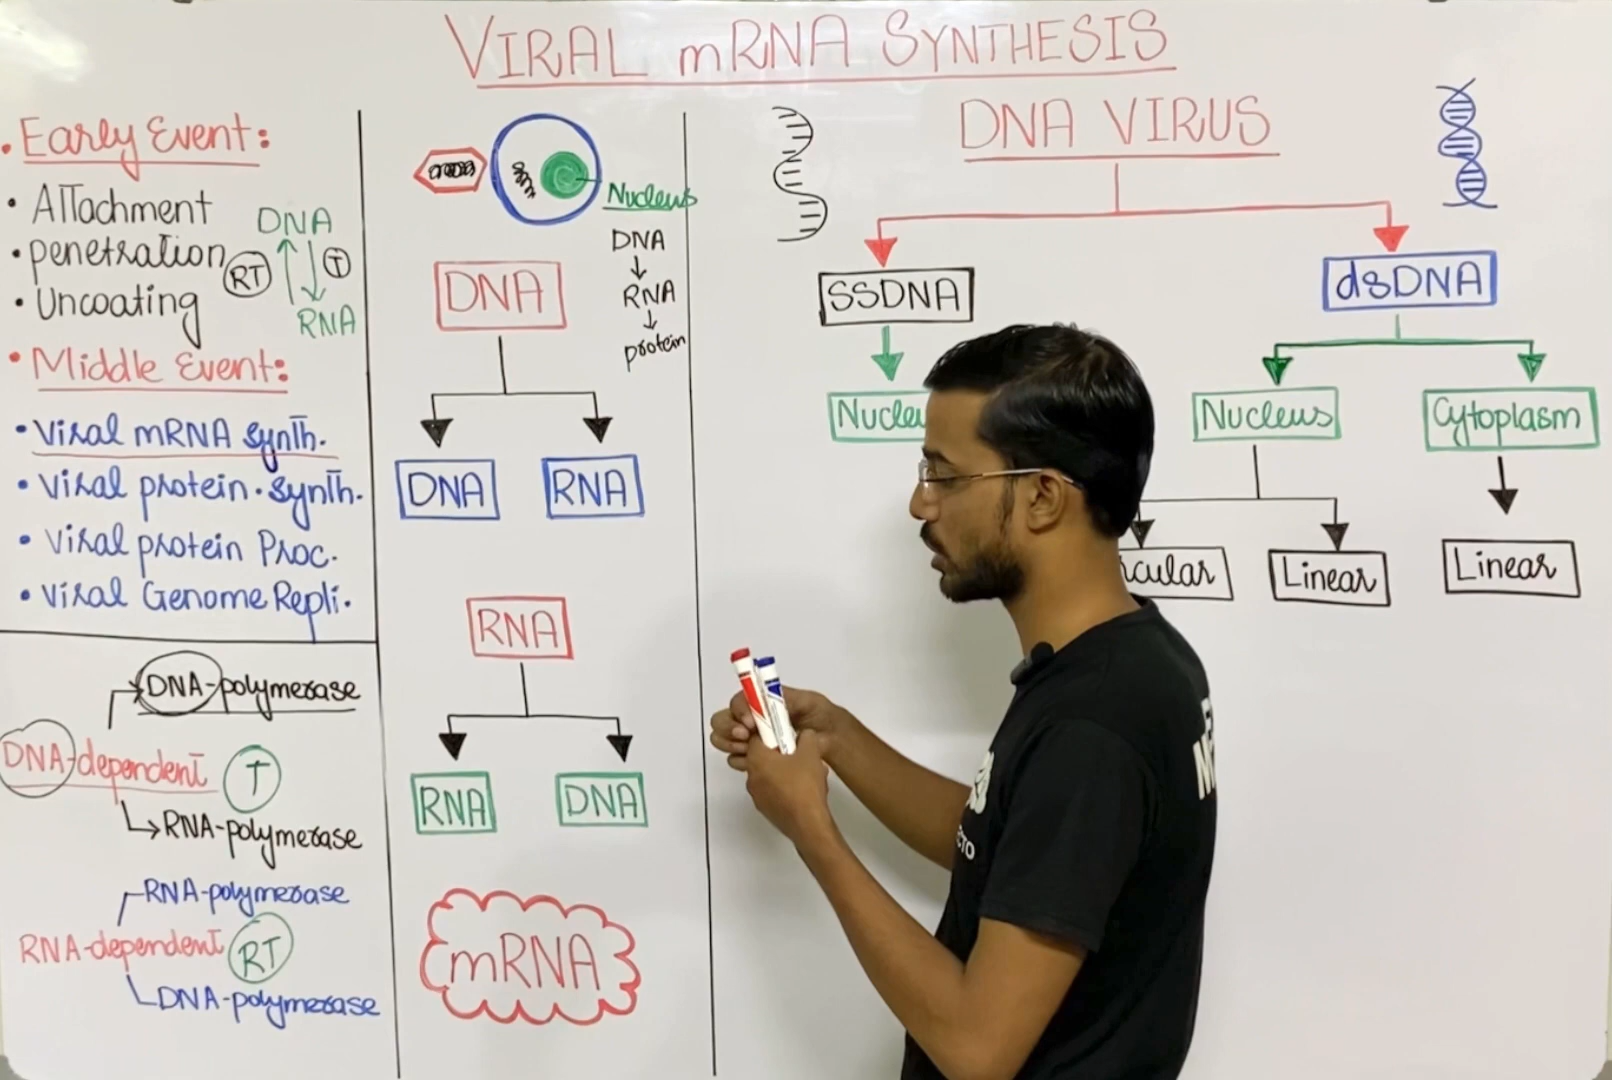 VIRAL mRNA SYNTHESIS
• Early Event:
• Attachment
• penetration
• Uncoating
DNA
RT
T
RNA
• Middle Event:
• Viral mRNA synth.
• Viral protein. synth.
• Viral protein Proc.
• Viral Genome Repli.
DNA-polymerase
DNA-dependent T
RNA-polymerase
RNA-polymerase
RNA-dependent RT
DNA-polymerase
Nucleus
DNA
RNA
protein
DNA
DNA RNA
RNA
RNA DNA
mRNA
DNA VIRUS
SSDNA dsDNA
Nucleus Cytoplasm
Linear Linear